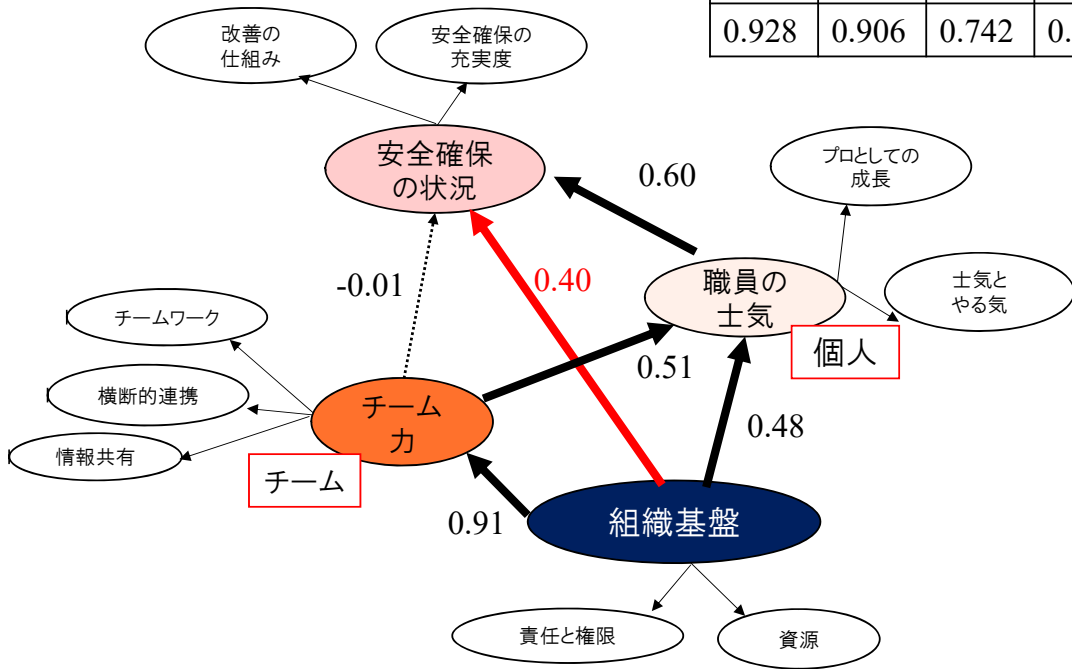 改善の
仕組み
安全確保の
充実度
0.928 0.906 0.742 0.
安全確保
の状況
プロとしての
成長
0.60
-0.01
0.40
職員の
士気
士気と
やる気
チームワーク
個人
0.51
横断的連携
チーム
力
0.48
情報共有
チーム
0.91
組織基盤
責任と権限
資源